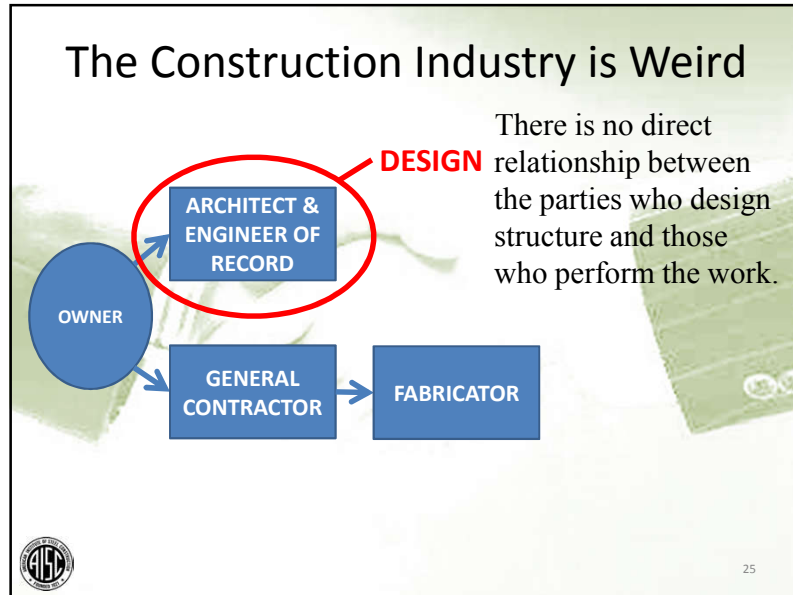 The Construction Industry is Weird
There is no direct
relationship between
the parties who design
structure and those
who perform the work.
DESIGN
ARCHITECT &
ENGINEER OF
RECORD
OWNER
GENERAL
CONTRACTOR
FABRICATOR
AISC
25